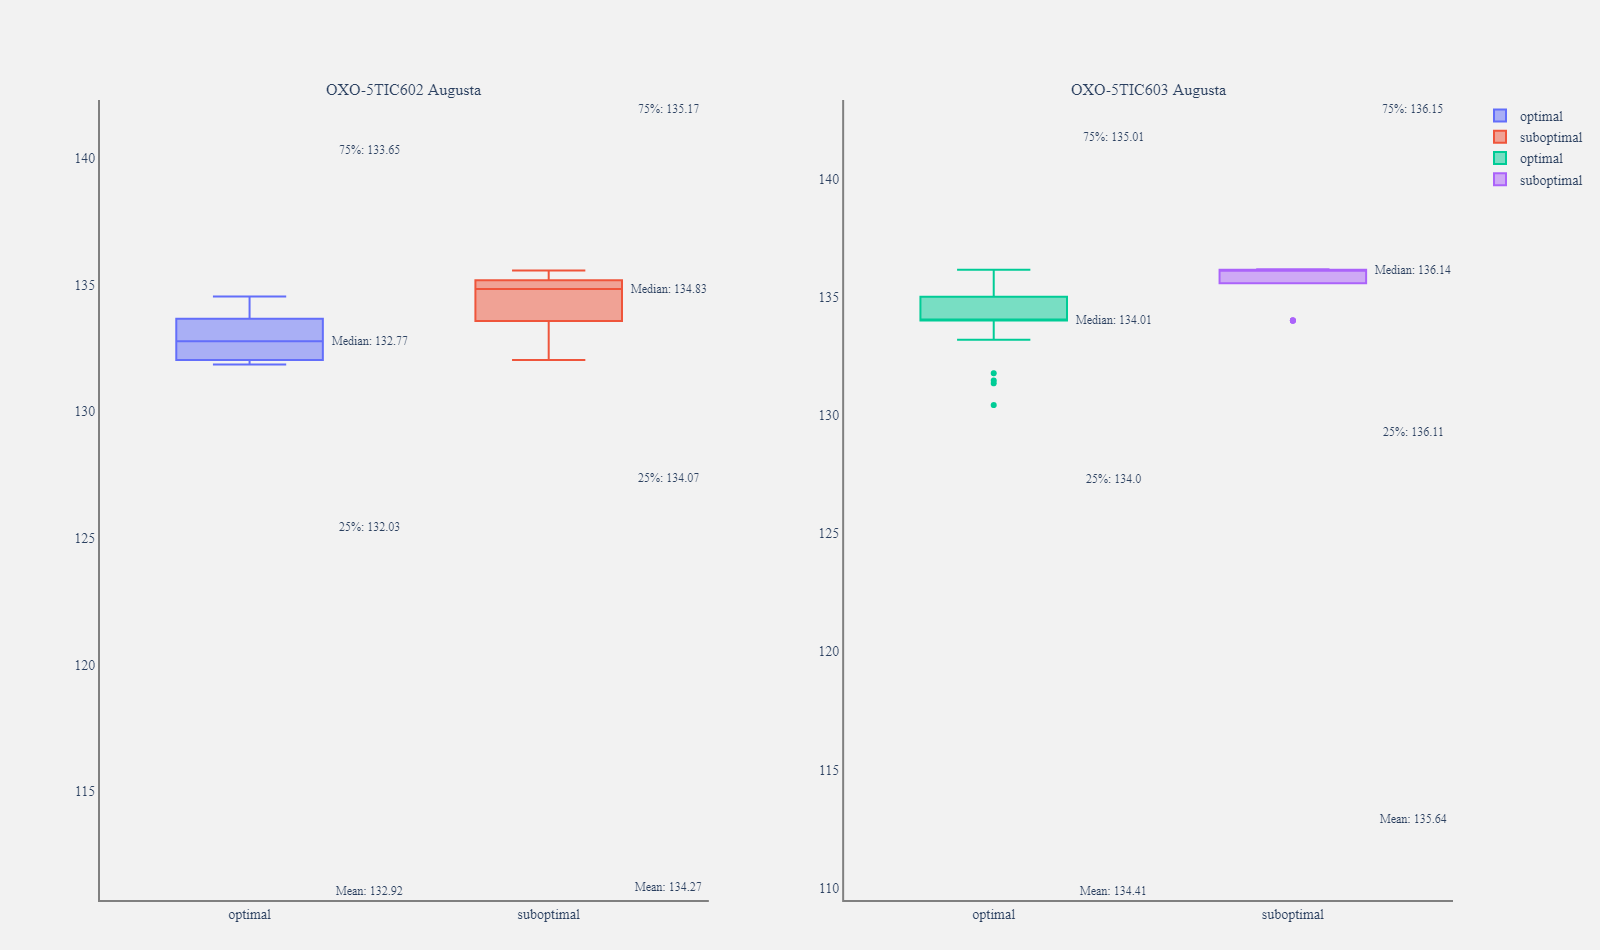 OXO-5TIC602 Augusta
75%: 135.17
75%: 133.65
140
135
Median: 134.83
Median: 132.77
130
25%: 134.07
25%: 132.03
125
120
115
Mean: 134.27
Mean: 132.92
optimal
suboptimal
OXO-5TIC603 Augusta
75%: 136.15
75%: 135.01
140
Median: 136.14
135
Median: 134.01
130
25%: 136.11
25%: 134.0
125
120
115
Mean: 135.64
110
Mean: 134.41
optimal
suboptimal
optimal
suboptimal
optimal
suboptimal